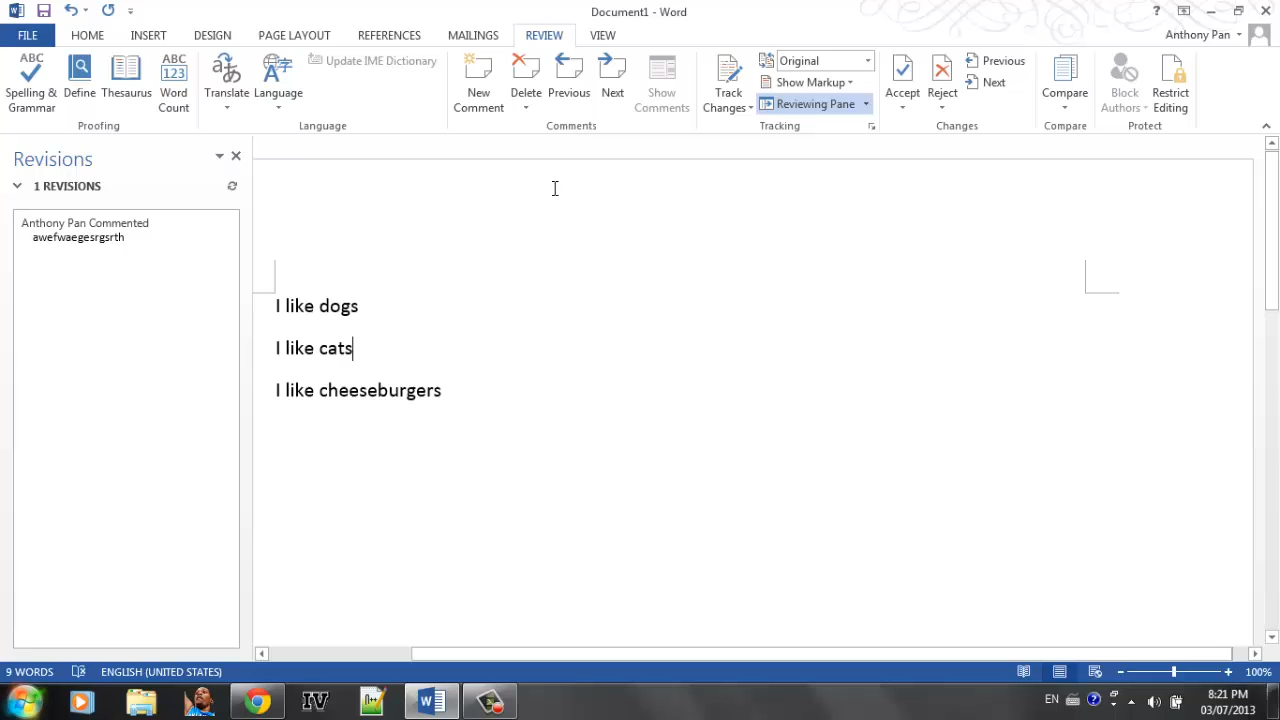 Document1 - Word
?
FILE HOME INSERT DESIGN PAGE LAYOUT REFERENCES MAILINGS REVIEW VIEW Anthony Pan
ABC Spelling & Grammar
Define
Thesaurus
ABC 123 Word Count
Proofing
Translate
Language
Update IME Dictionary
Language
New Comment
Delete
Previous
Next
Show Comments
Comments
Track Changes
Original
Show Markup
Reviewing Pane
Tracking
Accept
Reject
Previous
Next
Changes
Compare
Compare
Block Authors
Restrict Editing
Protect
Revisions
1 REVISIONS
Anthony Pan Commented
awefwaegesrgsrth
I like dogs
I like cats
I like cheeseburgers
9 WORDS ENGLISH (UNITED STATES) 100%
IV
n++
EN
8:21 PM
03/07/2013